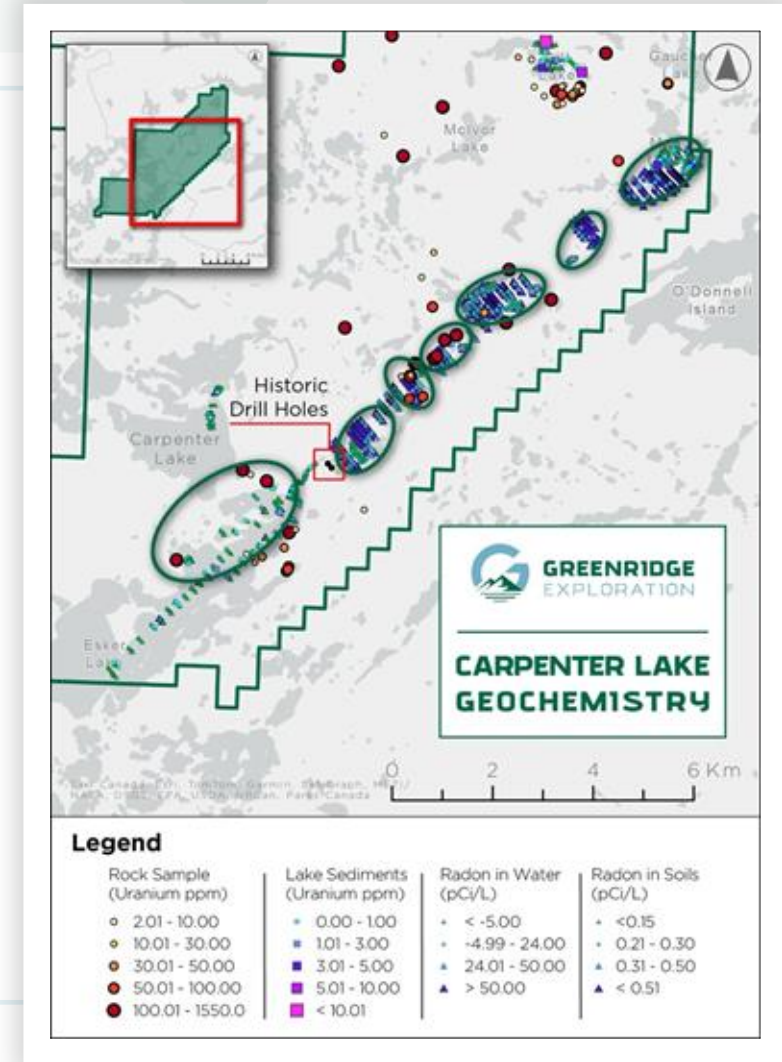 Gaucher
Lake
Lake
McIvor
Lake
O'Donnell
Island
Historic
Drill Holes
Carpenter
Lake
Esker
Lake
GREENR1DGE
EXPLORATION
CARPENTER LAKE
GEOCHEM1STRY
0 2 4 6 Km
Legend
Rock Sample
(Uranium ppm)
2.01 - 10.00
10.01 - 30.00
30.01 - 50.00
50.01 - 100.00
100.01 - 1550.0
Lake Sediments
(Uranium ppm)
0.00 - 1.00
1.01 - 3.00
3.01 - 5.00
5.01 - 10.00
< 10.01
Radon in Water
(pCi/L)
< -5.00
-4.99 - 24.00
24.01 - 50.00
> 50.00
Radon in Soils
(pCi/L)
<0.15
0.21 - 0.30
0.31 - 0.50
< 0.51